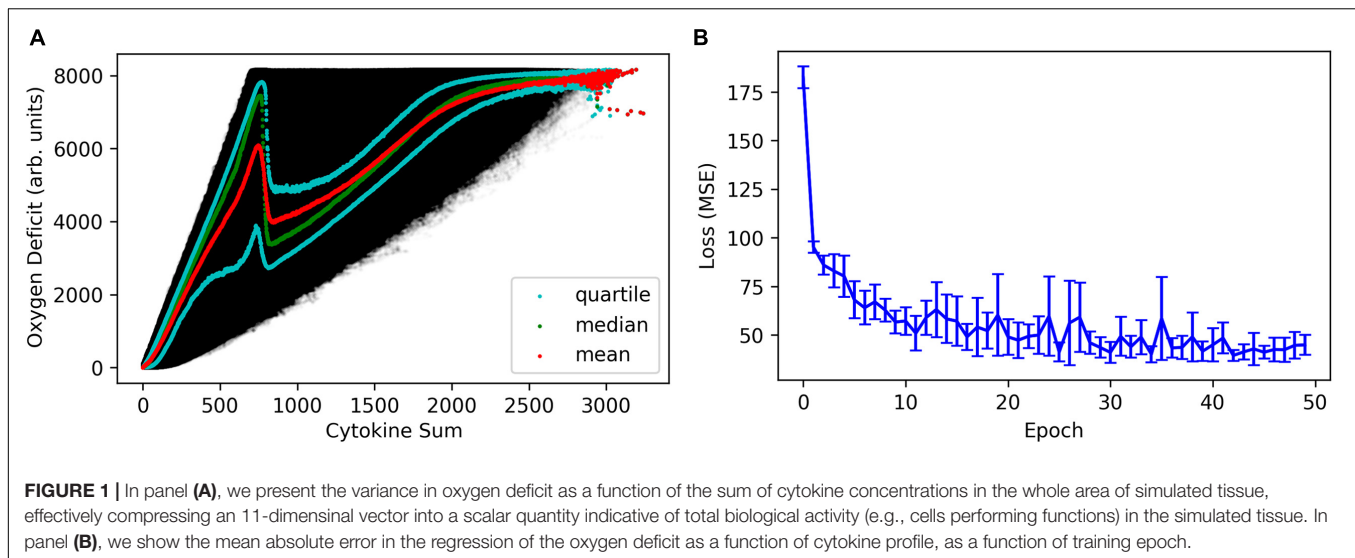 A
8000
6000
4000
2000
0
Oxygen Deficit (arb. units)
0 500 1000 1500 2000 2500 3000
Cytokine Sum
quartile
median
mean
B
175
150
125
100
75
50
Loss (MSE)
0 10 20 30 40 50
Epoch
FIGURE 1 | In panel (A), we present the variance in oxygen deficit as a function of the sum of cytokine concentrations in the whole area of simulated tissue,
effectively compressing an 11-dimensinal vector into a scalar quantity indicative of total biological activity (e.g., cells performing functions) in the simulated tissue. In
panel (B), we show the mean absolute error in the regression of the oxygen deficit as a function of cytokine profile, as a function of training epoch.